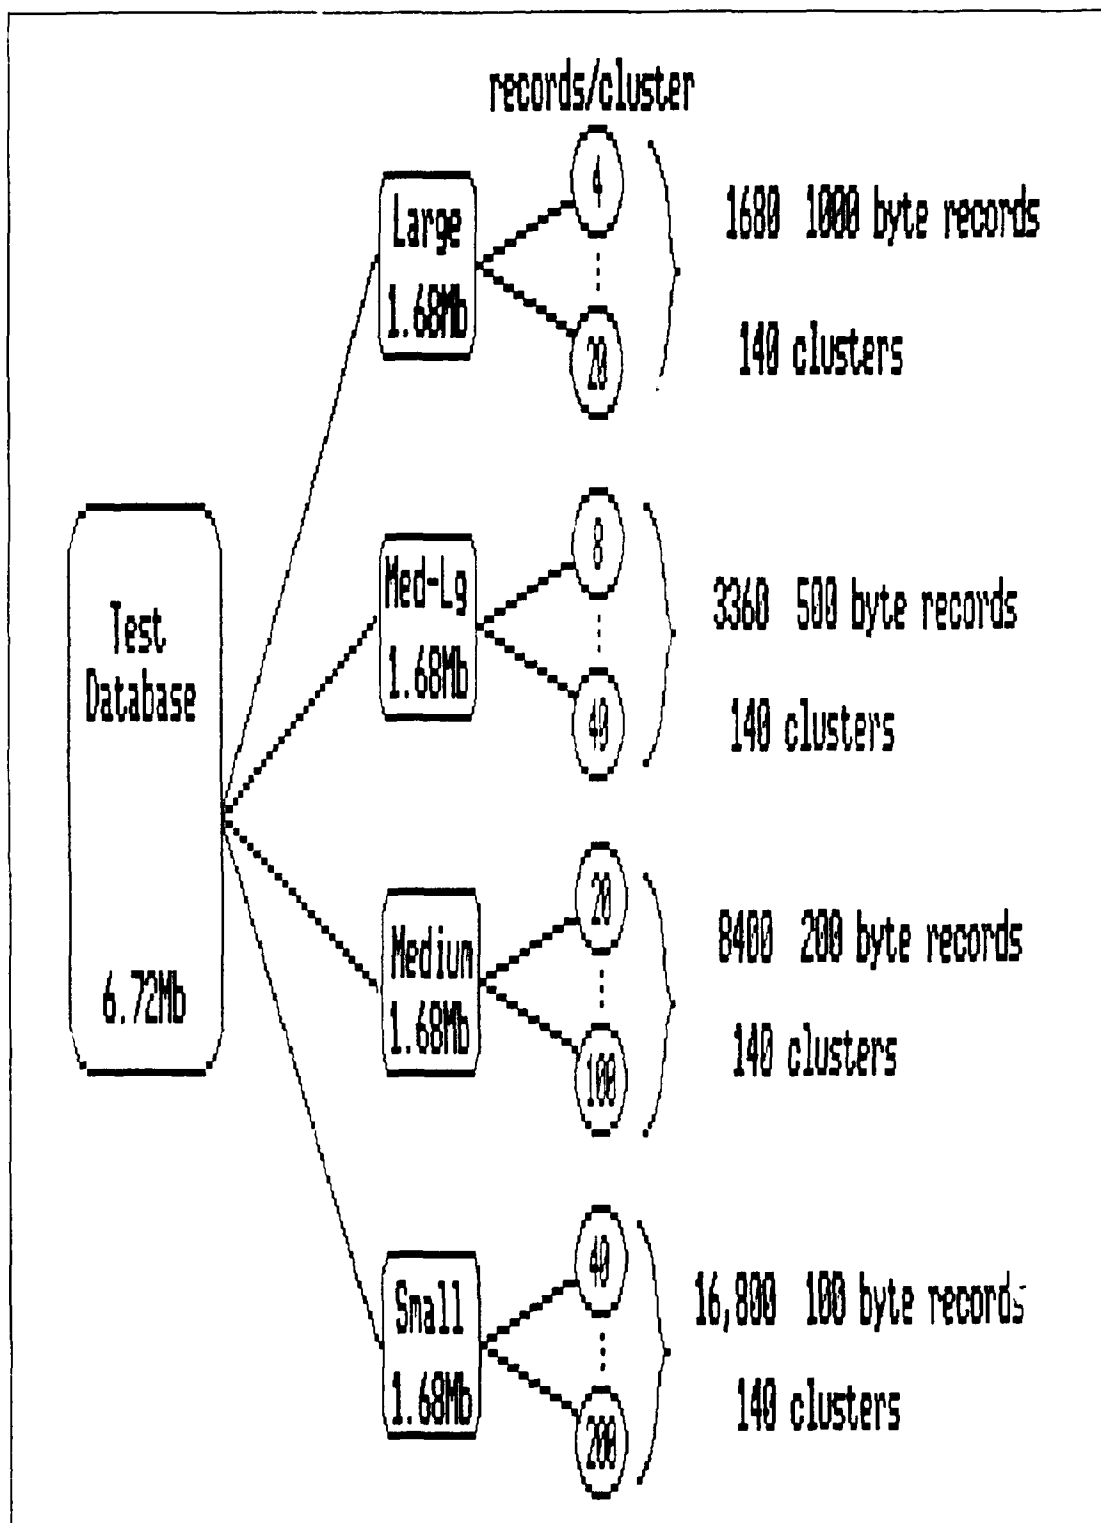 records/cluster
Large
1.68Mb
4
20
1680 1000 byte records
140 clusters
Test
Database
6.72Mb
Med-Lg
1.68Mb
8
40
3360 500 byte records
140 clusters
Medium
1.68Mb
20
100
8400 200 byte records
140 clusters
Small
1.68Mb
40
200
16,800 100 byte records
140 clusters